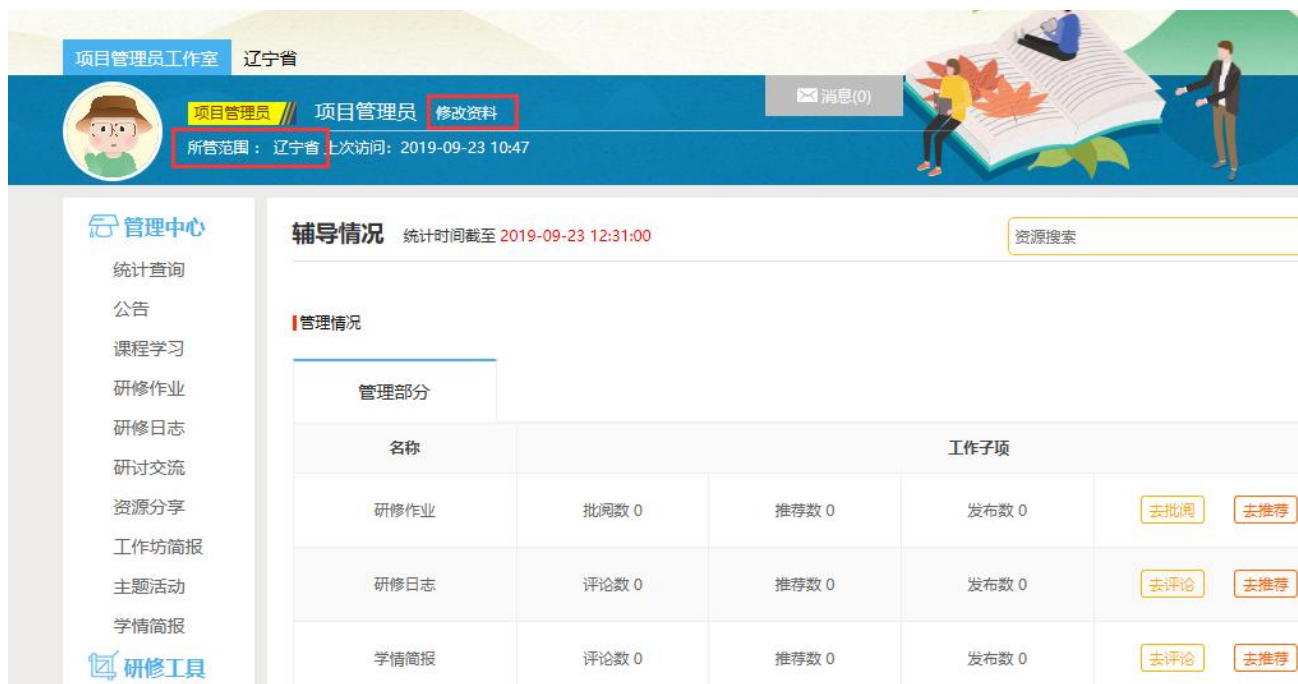 项目管理员工作室 辽宁省
项目管理员 项目管理员 修改资料
消息(0)
所管范围： 辽宁省 上次访问：2019-09-23 10:47
管理中心
统计查询
公告
课程学习
研修作业
研修日志
研讨交流
资源分享
工作坊简报
主题活动
学情简报
研修工具
辅导情况 统计时间截至 2019-09-23 12:31:00
资源搜索
管理情况
管理部分
名称 工作子项
研修作业 批阅数 0 推荐数 0 发布数 0 去批阅 去推荐
研修日志 评论数 0 推荐数 0 发布数 0 去评论 去推荐
学情简报 评论数 0 推荐数 0 发布数 0 去评论 去推荐